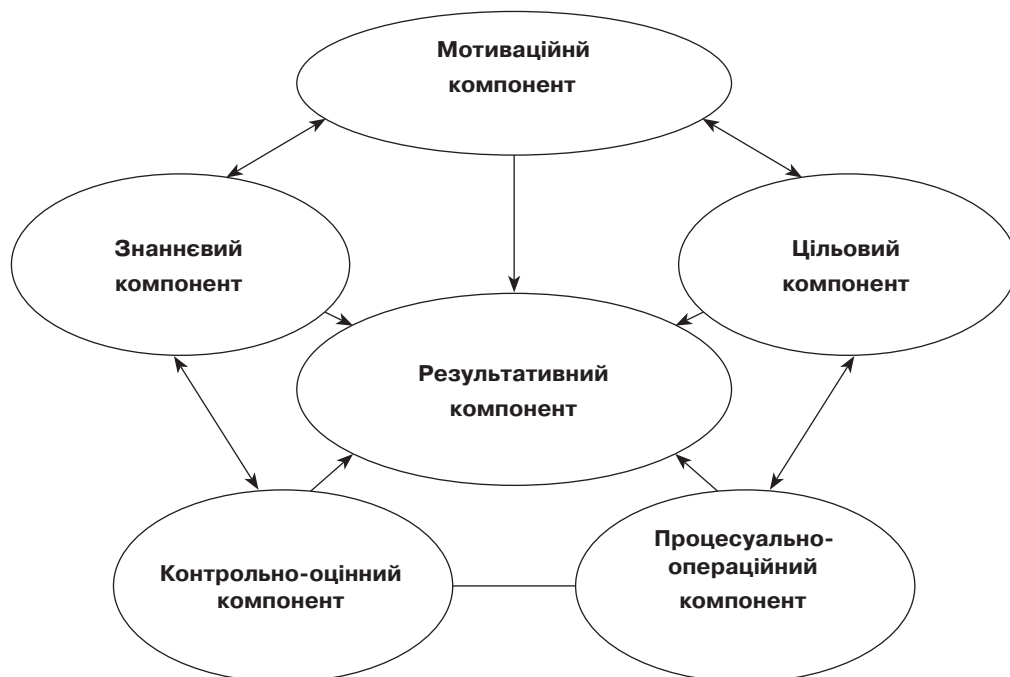 Мотиваційнй
компонент
Знаннєвий
компонент
Цільовий
компонент
Результативний
компонент
Контрольно-оцінний
компонент
Процесуально-
операційний
компонент